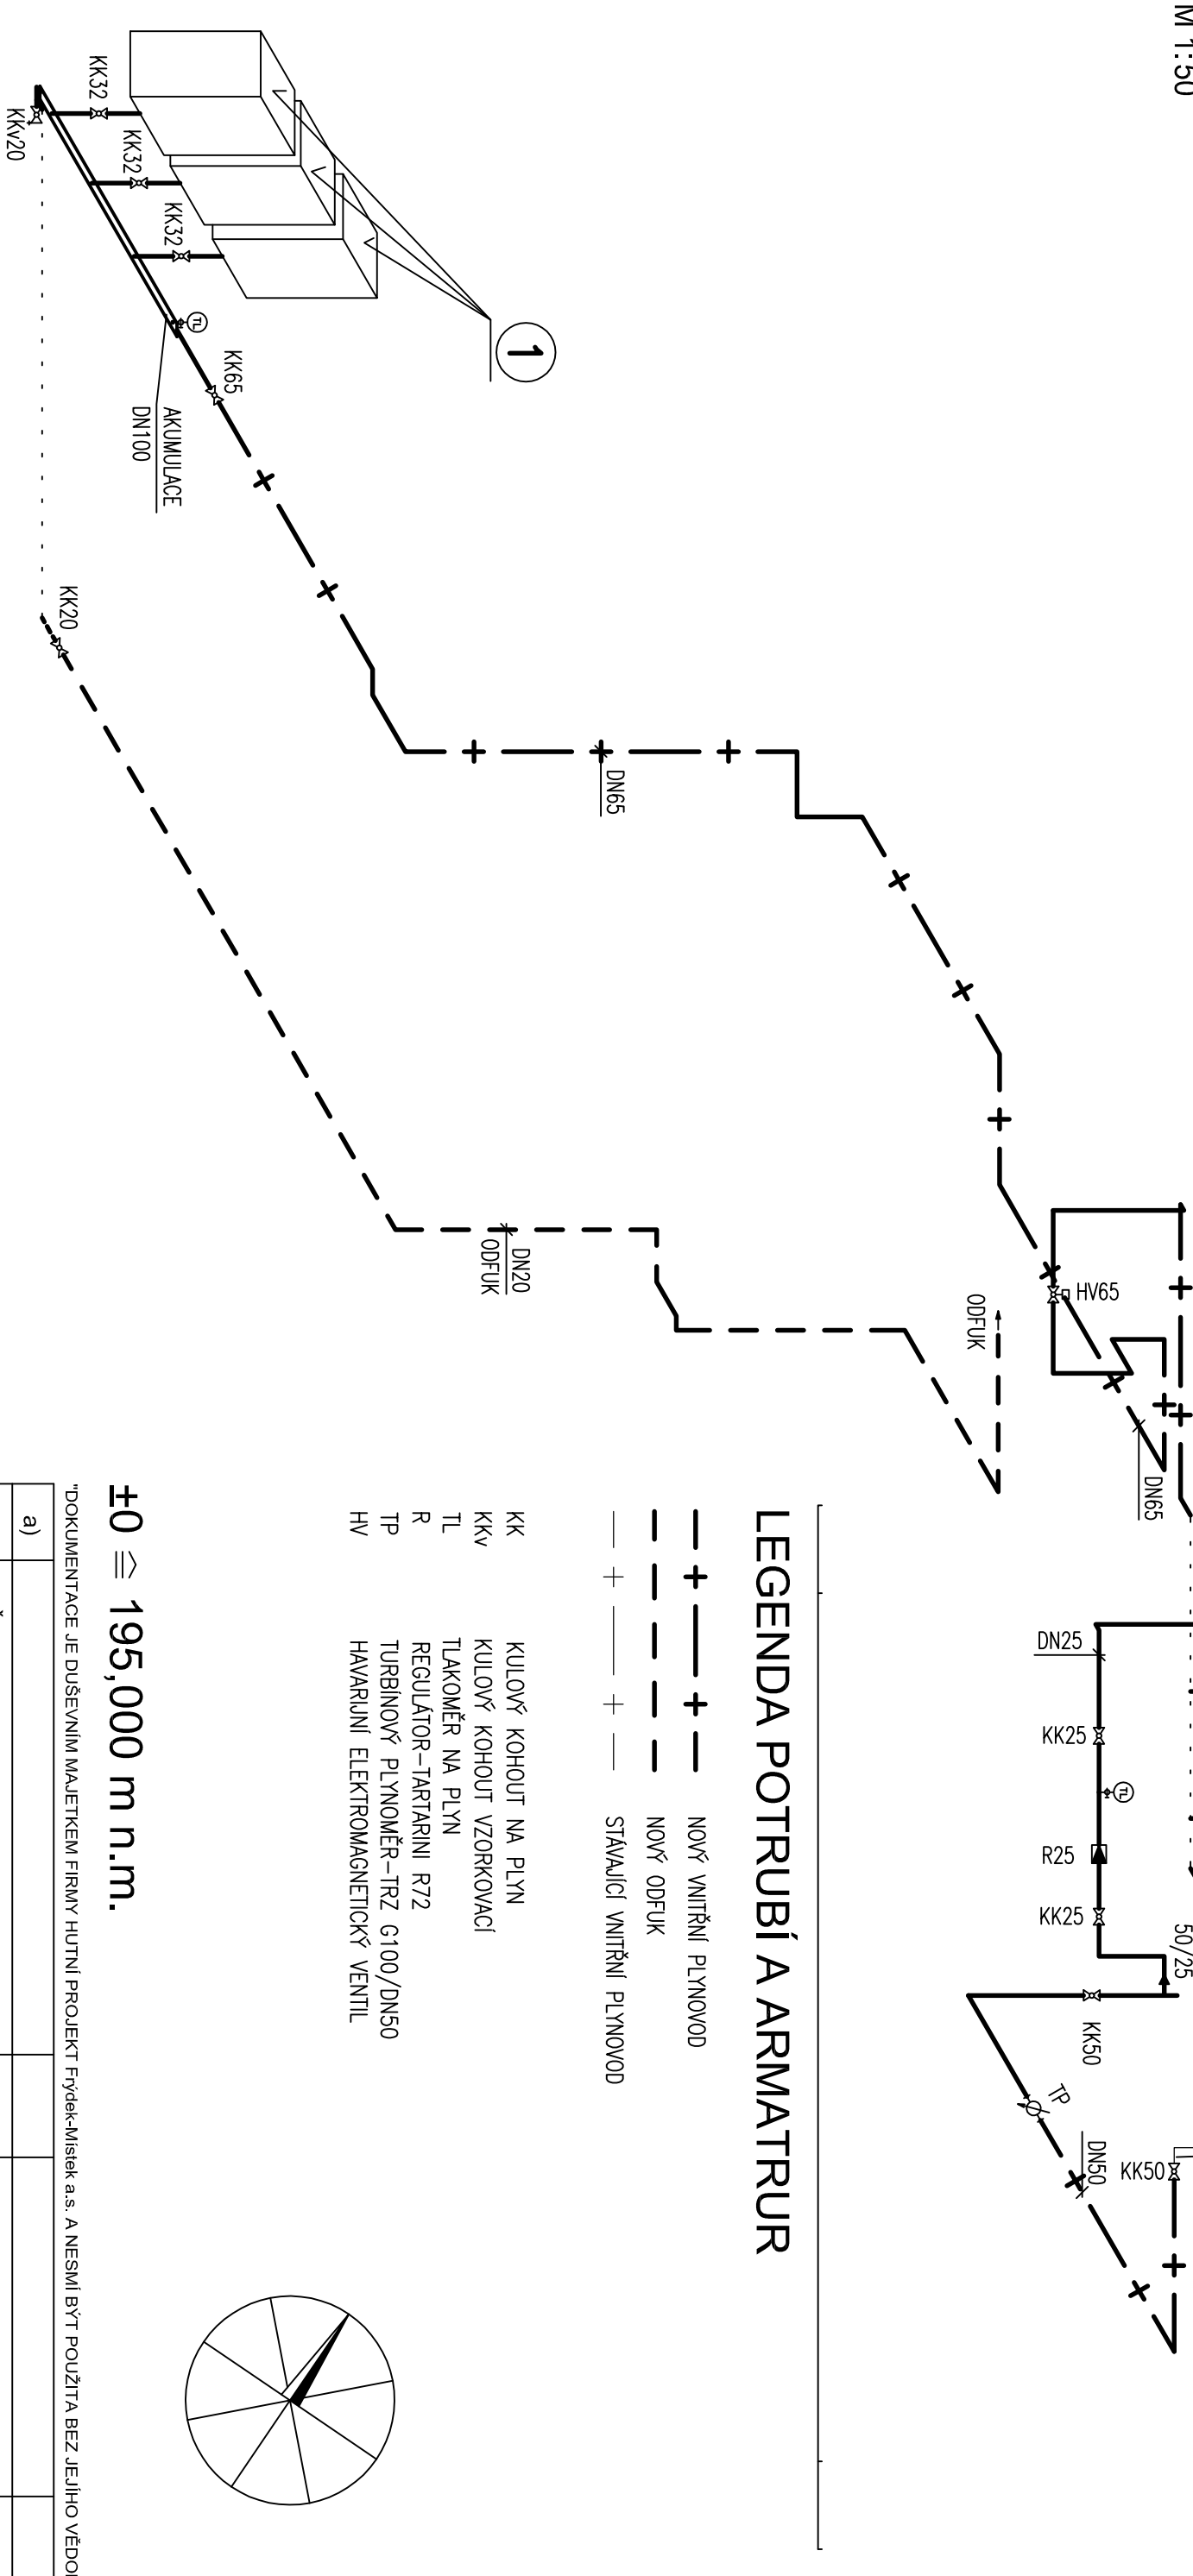 M 1:50
1
KK32
KK32
KK32
KKv20
TL
KK65
AKUMULACE
DN100
KK20
DN65
DN20
ODFUK
ODFUK
HV65
DN65
DN25
KK25
TL
R25
KK25
50/25
KK50
TP
DN50
KK50
LEGENDA POTRUBÍ A ARMATRUR
NOVÝ VNITŘNÍ PLYNOVOD
NOVÝ ODFUK
STÁVAJÍCÍ VNITŘNÍ PLYNOVOD
KK KULOVÝ KOHOUT NA PLYN
KKv KULOVÝ KOHOUT VZORKOVACÍ
TL TLAKOMĚR NA PLYN
R REGULÁTOR-TARTARINI R72
TP TURBÍNOVÝ PLYNOMĚR-TRZ G100/DN50
HV HAVARIJNÍ ELEKTROMAGNETICKÝ VENTIL
±0 ≙ 195,000 m n.m.
"DOKUMENTACE JE DUŠEVNÍM MAJETKEM FIRMY HUTNÍ PROJEKT Frýdek-Místek a.s. A NESMÍ BÝT POUŽITA BEZ JEJÍHO VĚDO
a)